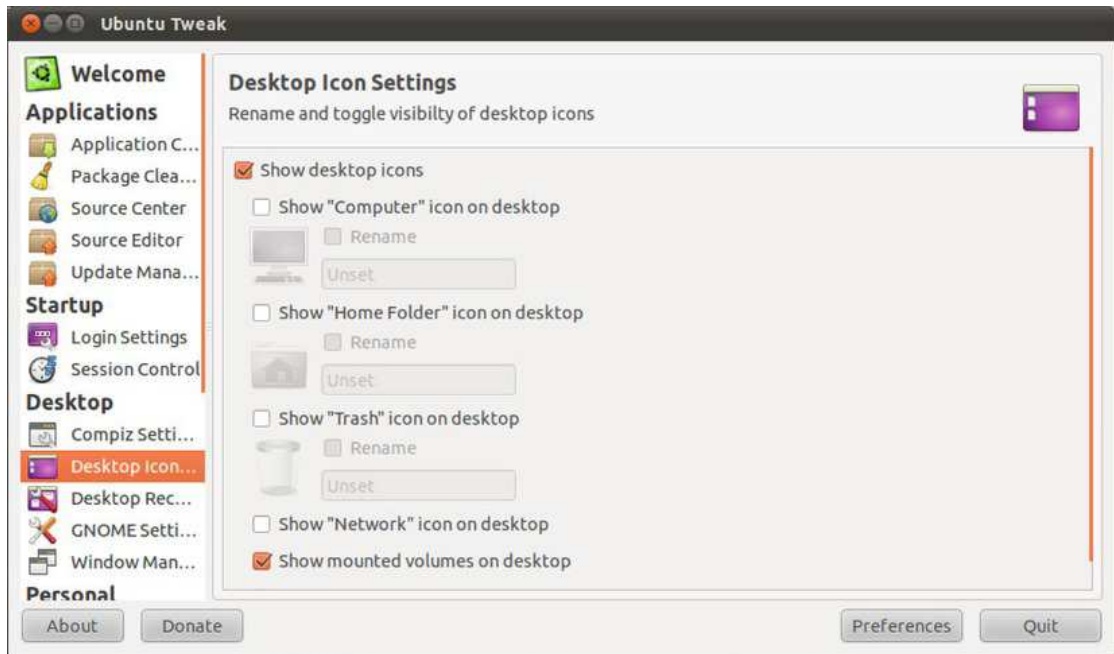 Ubuntu Tweak
Welcome
Applications
Application C...
Package Clea...
Source Center
Source Editor
Update Mana...
Startup
Login Settings
Session Control
Desktop
Compiz Setti...
Desktop Icon...
Desktop Rec...
GNOME Setti...
Window Man...
Personal
Desktop Icon Settings
Rename and toggle visibilty of desktop icons
Show desktop icons
Show "Computer" icon on desktop
Rename
Unset
Show "Home Folder" icon on desktop
Rename
Unset
Show "Trash" icon on desktop
Rename
Unset
Show "Network" icon on desktop
Show mounted volumes on desktop
About
Donate
Preferences
Quit